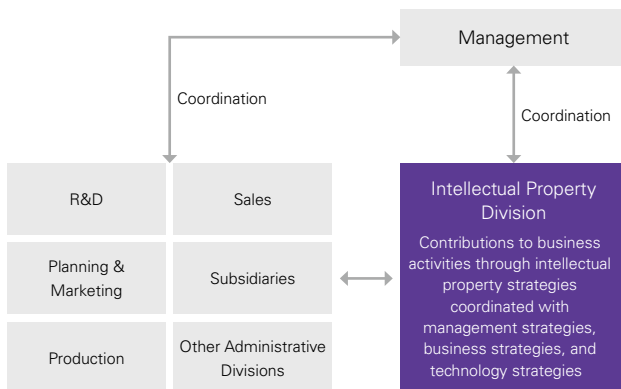 Management
Coordination
Coordination
R&D
Sales
Planning &
Marketing
Subsidiaries
Production
Other Administrative
Divisions
Intellectual Property
Division
Contributions to business
activities through intellectual
property strategies
coordinated with
management strategies,
business strategies, and
technology strategies